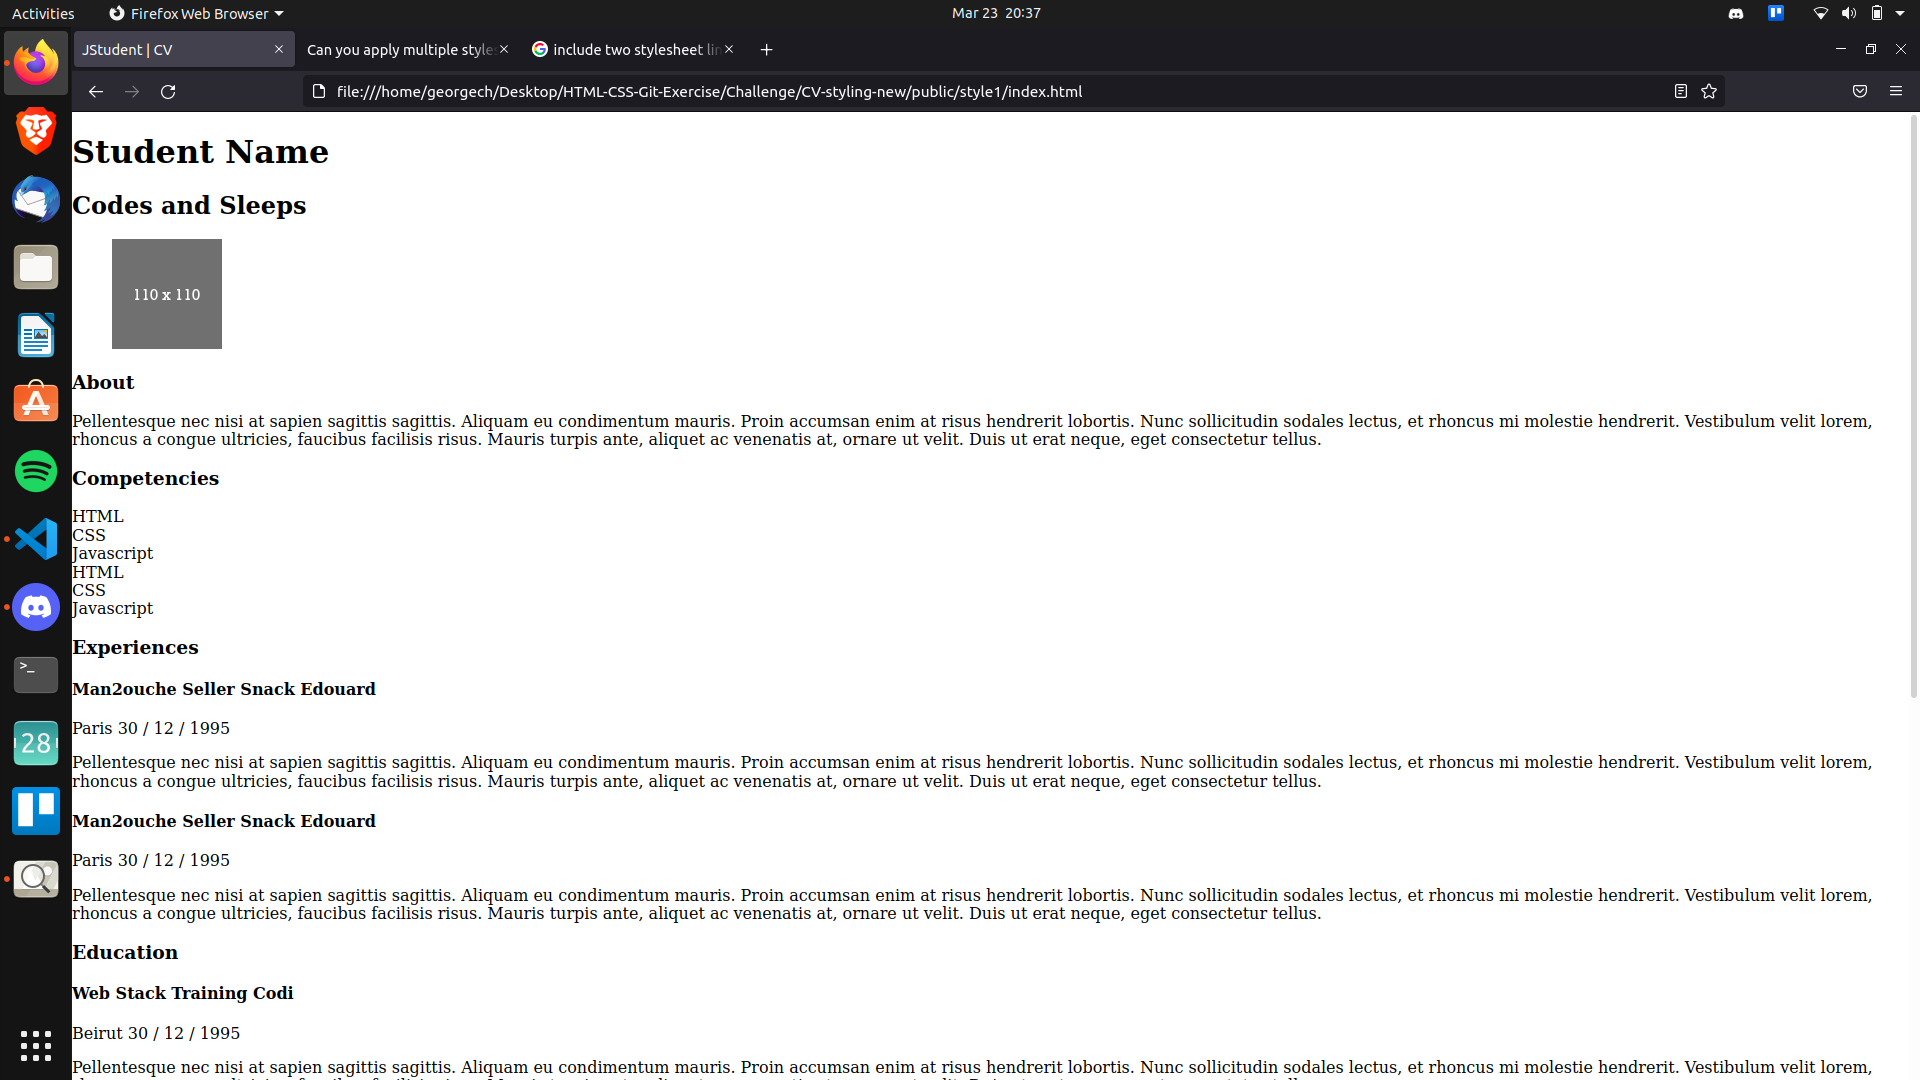 Activities
Firefox Web Browser
Mar 23 20:37
JStudent | CV
Can you apply multiple style
include two stylesheet lin
file:///home/georgech/Desktop/HTML-CSS-Git-Exercise/Challenge/CV-styling-new/public/style1/index.html
Student Name
Codes and Sleeps
110 x 110
About
Pellentesque nec nisi at sapien sagittis sagittis. Aliquam eu condimentum mauris. Proin accumsan enim at risus hendrerit lobortis. Nunc sollicitudin sodales lectus, et rhoncus mi molestie hendrerit. Vestibulum velit lorem,
rhoncus a congue ultricies, faucibus facilisis risus. Mauris turpis ante, aliquet ac venenatis at, ornare ut velit. Duis ut erat neque, eget consectetur tellus.
Competencies
HTML
CSS
Javascript
HTML
CSS
Javascript
Experiences
Man2ouche Seller Snack Edouard
Paris 30 / 12 / 1995
Pellentesque nec nisi at sapien sagittis sagittis. Aliquam eu condimentum mauris. Proin accumsan enim at risus hendrerit lobortis. Nunc sollicitudin sodales lectus, et rhoncus mi molestie hendrerit. Vestibulum velit lorem,
rhoncus a congue ultricies, faucibus facilisis risus. Mauris turpis ante, aliquet ac venenatis at, ornare ut velit. Duis ut erat neque, eget consectetur tellus.
Man2ouche Seller Snack Edouard
Paris 30 / 12 / 1995
Pellentesque nec nisi at sapien sagittis sagittis. Aliquam eu condimentum mauris. Proin accumsan enim at risus hendrerit lobortis. Nunc sollicitudin sodales lectus, et rhoncus mi molestie hendrerit. Vestibulum velit lorem,
rhoncus a congue ultricies, faucibus facilisis risus. Mauris turpis ante, aliquet ac venenatis at, ornare ut velit. Duis ut erat neque, eget consectetur tellus.
Education
Web Stack Training Codi
Beirut 30 / 12 / 1995
Pellentesque nec nisi at sapien sagittis sagittis. Aliquam eu condimentum mauris. Proin accumsan enim at risus hendrerit lobortis. Nunc sollicitudin sodales lectus, et rhoncus mi molestie hendrerit. Vestibulum velit lorem,
>_
28